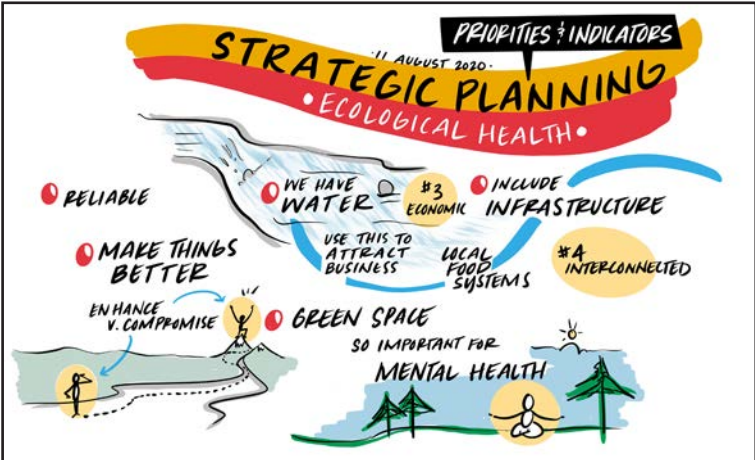 PRIORITIES & INDICATORS
·11 AUGUST 2020·
STRATEGIC PLANNING
• ECOLOGICAL HEALTH •
RELIABLE
WE HAVE
WATER
#3
ECONOMIC
INCLUDE
INFRASTRUCTURE
USE THIS TO
ATTRACT
BUSINESS
LOCAL
FOOD
SYSTEMS
#4
INTERCONNECTED
MAKE THINGS
BETTER
ENHANCE
V. COMPROMISE
GREEN SPACE
SO IMPORTANT FOR
MENTAL HEALTH